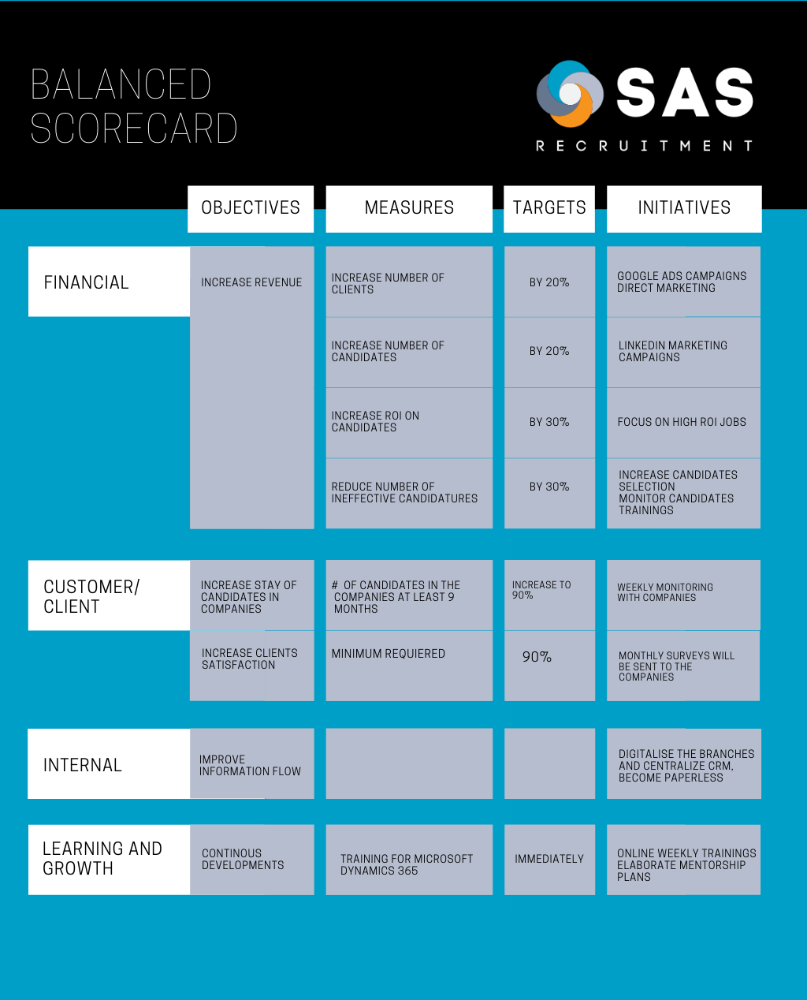 BALANCED
SCORECARD
SAS
RECRUITMENT
OBJECTIVES
MEASURES
TARGETS
INITIATIVES
FINANCIAL
INCREASE REVENUE
INCREASE NUMBER OF
CLIENTS
BY 20%
GOOGLE ADS CAMPAIGNS
DIRECT MARKETING
INCREASE NUMBER OF
CANDIDATES
BY 20%
LINKEDIN MARKETING
CAMPAIGNS
INCREASE ROI ON
CANDIDATES
BY 30%
FOCUS ON HIGH ROI JOBS
REDUCE NUMBER OF
INEFFECTIVE CANDIDATURES
BY 30%
INCREASE CANDIDATES
SELECTION
MONITOR CANDIDATES
TRAININGS
CUSTOMER/
CLIENT
INCREASE STAY OF
CANDIDATES IN
COMPANIES
# OF CANDIDATES IN THE
COMPANIES AT LEAST 9
MONTHS
INCREASE TO
90%
WEEKLY MONITORING
WITH COMPANIES
INCREASE CLIENTS
SATISFACTION
MINIMUM REQUIERED
90%
MONTHLY SURVEYS WILL
BE SENT TO THE
COMPANIES
INTERNAL
IMPROVE
INFORMATION FLOW
DIGITALISE THE BRANCHES
AND CENTRALIZE CRM,
BECOME PAPERLESS
LEARNING AND
GROWTH
CONTINOUS
DEVELOPMENTS
TRAINING FOR MICROSOFT
DYNAMICS 365
IMMEDIATELY
ONLINE WEEKLY TRAININGS
ELABORATE MENTORSHIP
PLANS